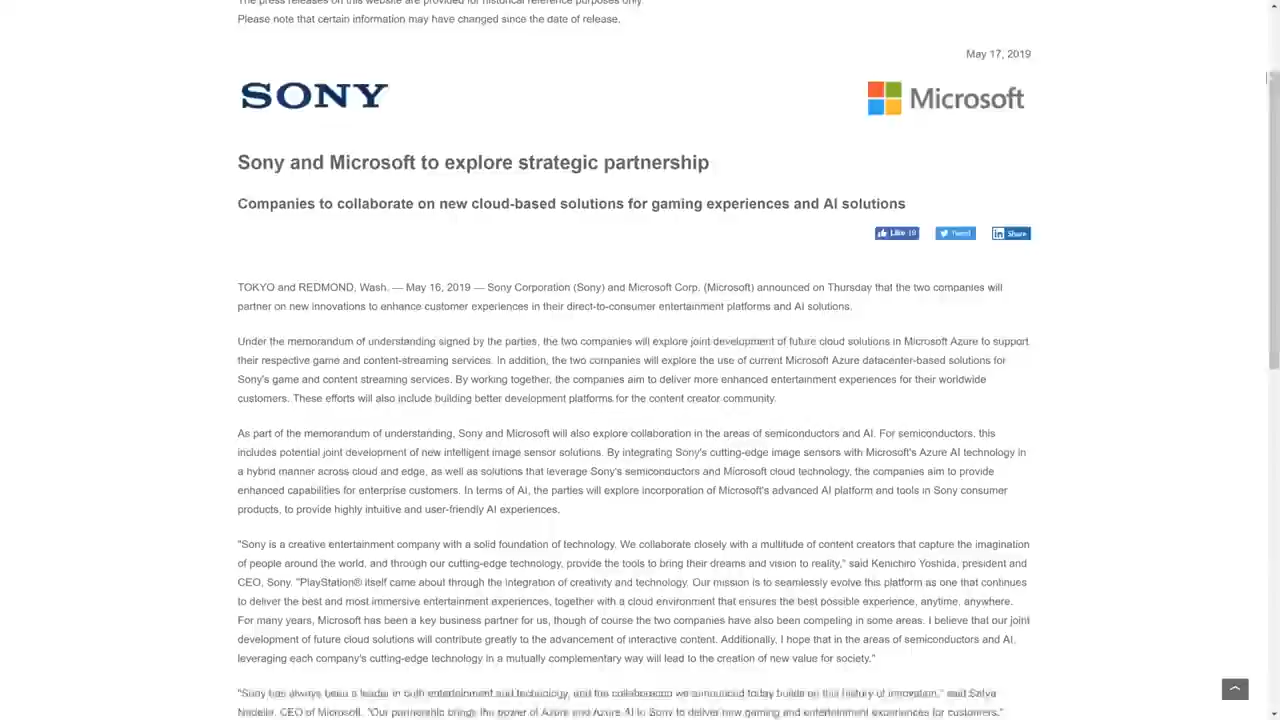 The press releases on this website are provided for historical reference purposes only.
Please note that certain information may have changed since the date of release.
May 17, 2019
SONY
Microsoft
Sony and Microsoft to explore strategic partnership
Companies to collaborate on new cloud-based solutions for gaming experiences and AI solutions
Like 19
Tweet
in Share
TOKYO and REDMOND, Wash. — May 16, 2019 — Sony Corporation (Sony) and Microsoft Corp. (Microsoft) announced on Thursday that the two companies will
partner on new innovations to enhance customer experiences in their direct-to-consumer entertainment platforms and AI solutions.
Under the memorandum of understanding signed by the parties, the two companies will explore joint development of future cloud solutions in Microsoft Azure to support
their respective game and content-streaming services. In addition, the two companies will explore the use of current Microsoft Azure datacenter-based solutions for
Sony's game and content streaming services. By working together, the companies aim to deliver more enhanced entertainment experiences for their worldwide
customers. These efforts will also include building better development platforms for the content creator community.
As part of the memorandum of understanding, Sony and Microsoft will also explore collaboration in the areas of semiconductors and AI. For semiconductors, this
includes potential joint development of new intelligent image sensor solutions. By integrating Sony's cutting-edge image sensors with Microsoft's Azure AI technology in
a hybrid manner across cloud and edge, as well as solutions that leverage Sony's semiconductors and Microsoft cloud technology, the companies aim to provide
enhanced capabilities for enterprise customers. In terms of AI, the parties will explore incorporation of Microsoft's advanced AI platform and tools in Sony consumer
products, to provide highly intuitive and user-friendly AI experiences.
"Sony is a creative entertainment company with a solid foundation of technology. We collaborate closely with a multitude of content creators that capture the imagination
of people around the world, and through our cutting-edge technology, provide the tools to bring their dreams and vision to reality," said Kenichiro Yoshida, president and
CEO, Sony. "PlayStation® itself came about through the integration of creativity and technology. Our mission is to seamlessly evolve this platform as one that continues
to deliver the best and most immersive entertainment experiences, together with a cloud environment that ensures the best possible experience, anytime, anywhere.
For many years, Microsoft has been a key business partner for us, though of course the two companies have also been competing in some areas. I believe that our joint
development of future cloud solutions will contribute greatly to the advancement of interactive content. Additionally, I hope that in the areas of semiconductors and AI,
leveraging each company's cutting-edge technology in a mutually complementary way will lead to the creation of new value for society."
"Sony has always been a leader in both entertainment and technology, and the collaboration we announced today builds on this history of innovation," said Satya
Nadella, CEO of Microsoft. "Our partnership brings the power of Azure and Azure AI to Sony to deliver new gaming and entertainment experiences for customers."